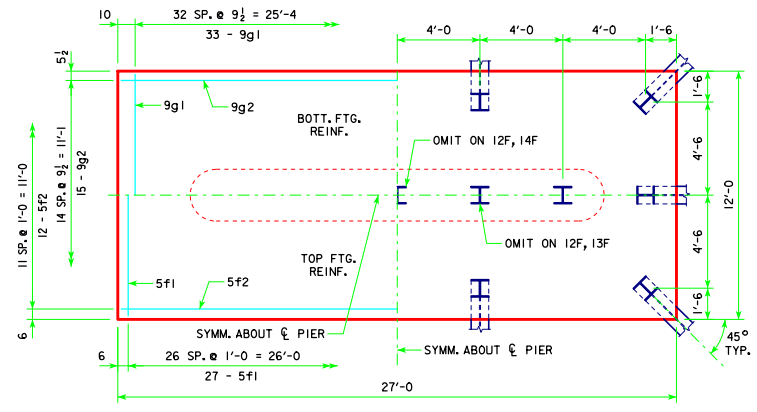 10
32 SP. @ 9½ = 25'-4
33 - 9g1
4'-0
4'-0
4'-0
1'-6
5½
14 SP. @ 9½ = 11'-1
15 - 9g2
11 SP. @ 1'-0 = 11'-0
12 - 5f2
6
9g1
9g2
BOTT. FTG.
REINF.
OMIT ON 12F, 14F
OMIT ON 12F, 13F
TOP FTG.
REINF.
5f1
5f2
SYMM. ABOUT ℄ PIER
SYMM. ABOUT ℄ PIER
1'-6
4'-6
4'-6
1'-6
12'-0
45°
TYP.
6
26 SP. @ 1'-0 = 26'-0
27 - 5f1
27'-0